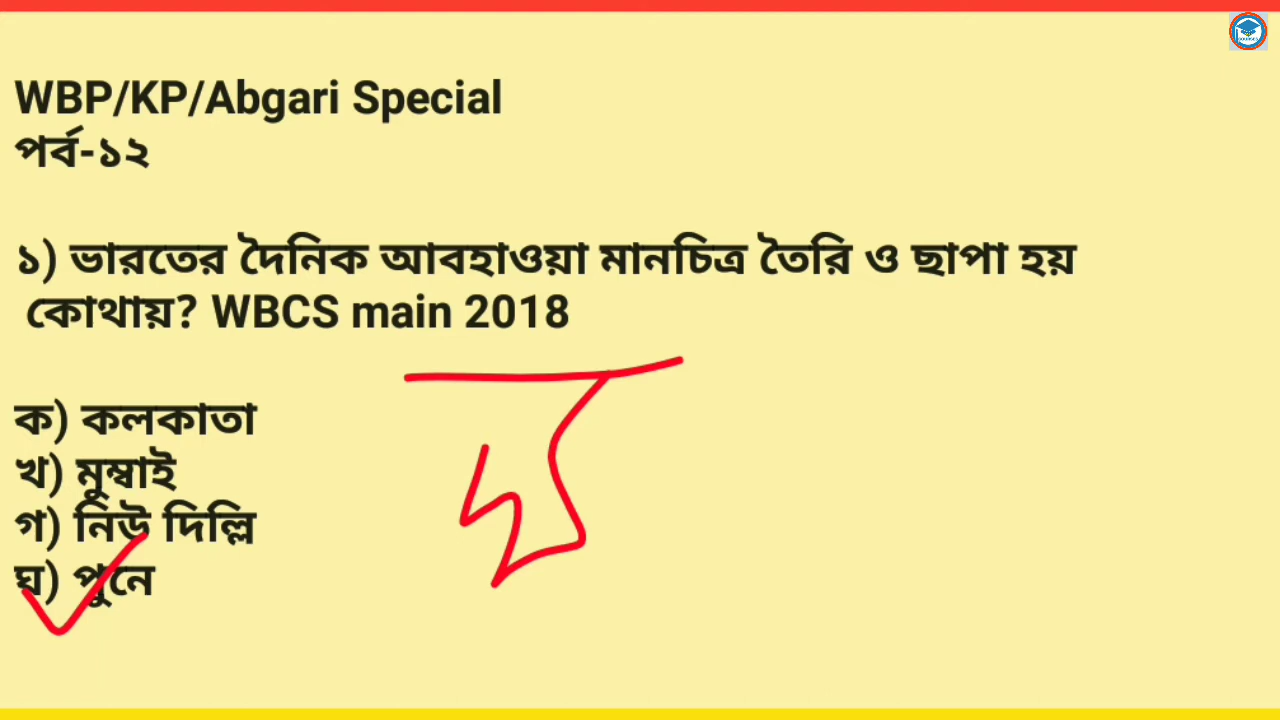 WBP/KP/Abgari Special
পর্ব-১২
১) ভারতের দৈনিক আবহাওয়া মানচিত্র তৈরি ও ছাপা হয়
কোথায়? WBCS main 2018
ক) কলকাতা
খ) মুম্বাই
গ) নিউ দিল্লি
ঘ) পুনে